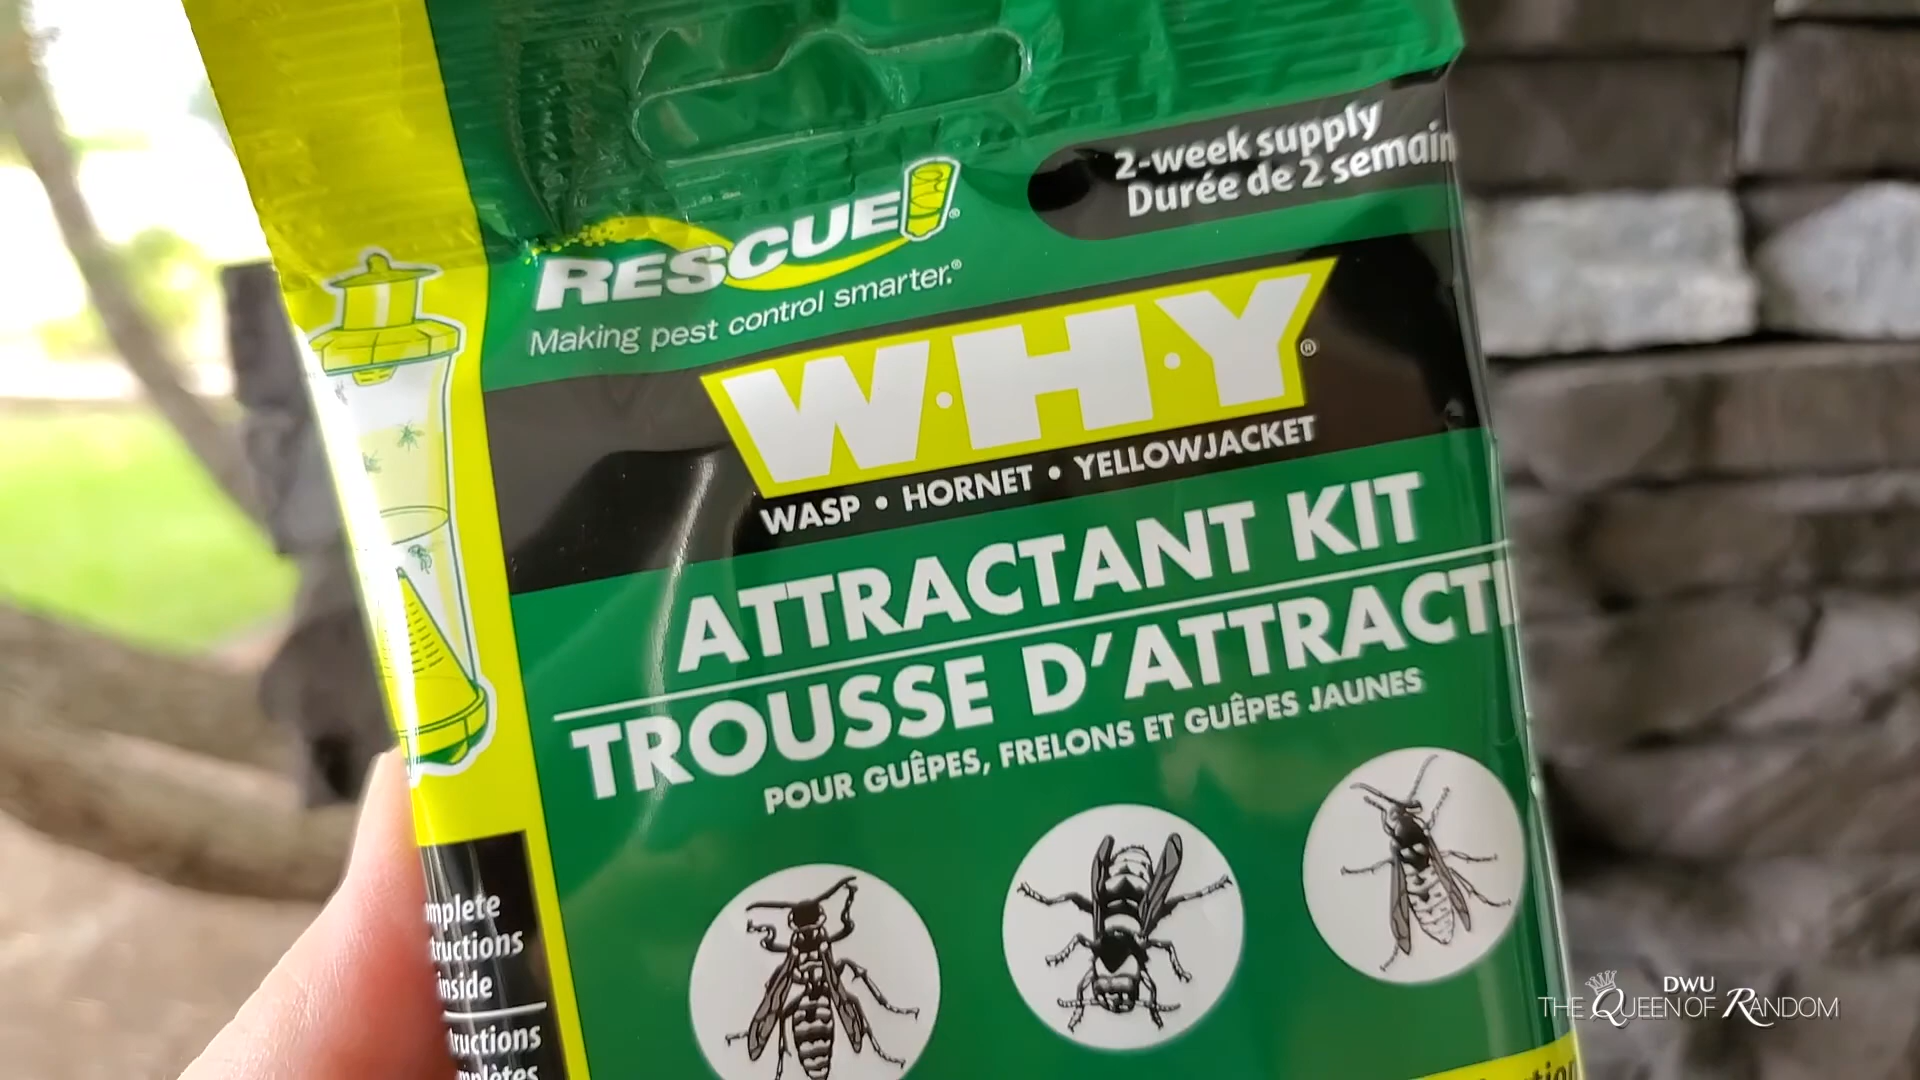 2-week supply
Durée de 2 semain
RESCUE!®
Making pest control smarter.®
W·H·Y®
WASP • HORNET • YELLOWJACKET
ATTRACTANT KIT
TROUSSE D'ATTRACTI
POUR GUÊPES, FRELONS ET GUÊPES JAUNES
mplete
tructions
inside
tructions
mplètes
DWU
THE QUEEN OF RANDOM